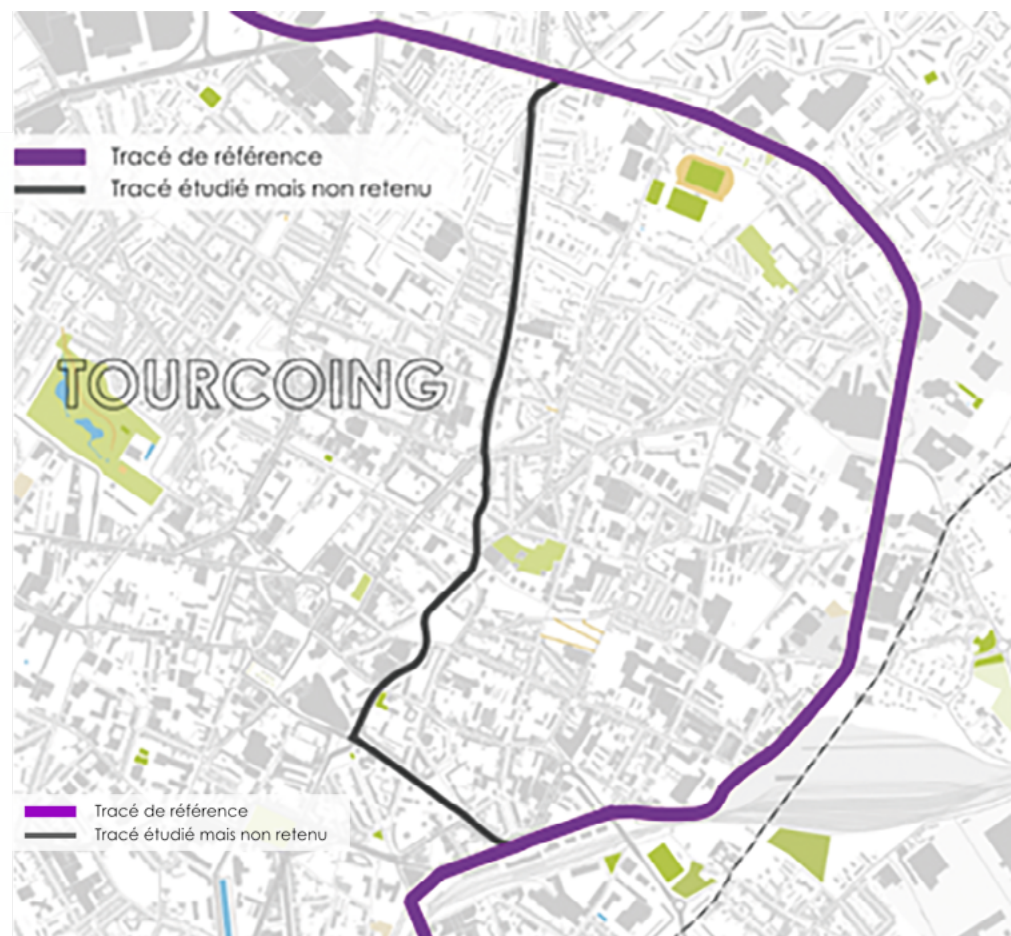 Tracé de référence
Tracé étudié mais non retenu
TOURCOING
Tracé de référence
Tracé étudié mais non retenu